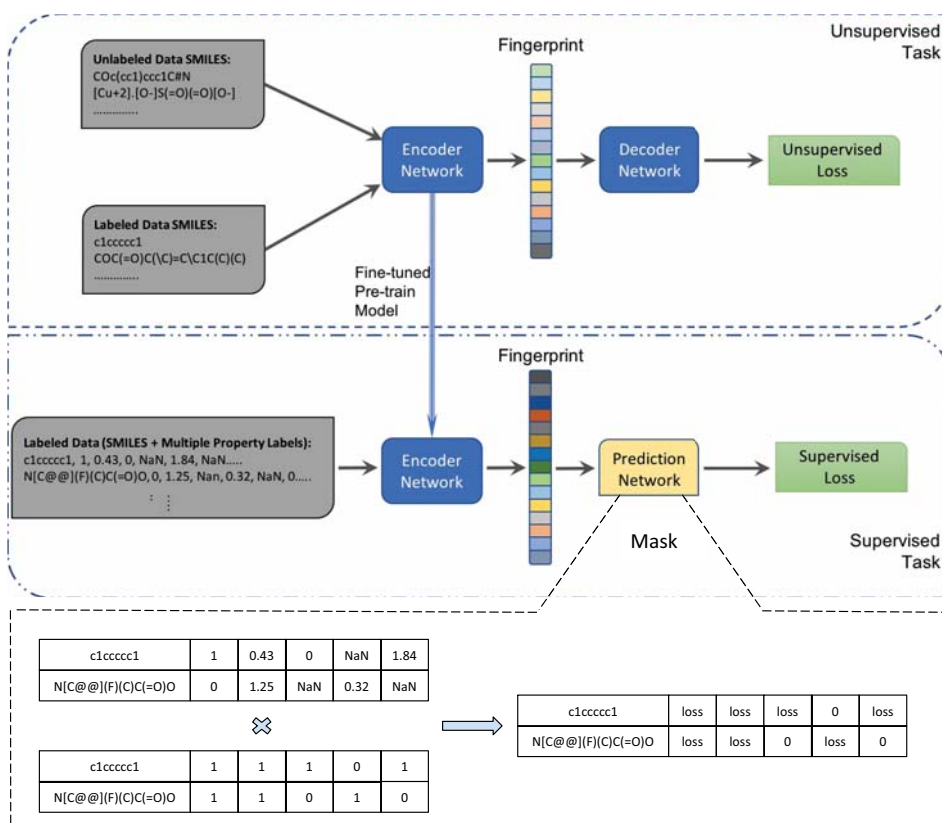 Unsupervised
Task
Unlabeled Data SMILES:
COc(cc1)ccc1C#N
[Cu+2].[O-]S(=O)(=O)[O-]
..............
Labeled Data SMILES:
c1ccccc1
COC(=O)C(\C)=C\C1C(C)(C)
..............
Encoder
Network
Fingerprint
Decoder
Network
Unsupervised
Loss
Fine-tuned
Pre-train
Model
Labeled Data (SMILES + Multiple Property Labels):
c1ccccc1, 1, 0.43, 0, NaN, 1.84, NaN.....
N[C@@](F)(C)C(=O)O,0, 1.25, Nan, 0.32, NaN, 0.....
Encoder
Network
Fingerprint
Prediction
Network
Supervised
Loss
Mask
Supervised
Task
c1ccccc1 1 0.43 0 NaN 1.84
N[C@@](F)(C)C(=O)O 0 1.25 NaN 0.32 NaN
c1ccccc1 1 1 1 0 1
N[C@@](F)(C)C(=O)O 1 1 0 1 0
c1ccccc1 loss loss loss 0 loss
N[C@@](F)(C)C(=O)O loss loss 0 loss 0